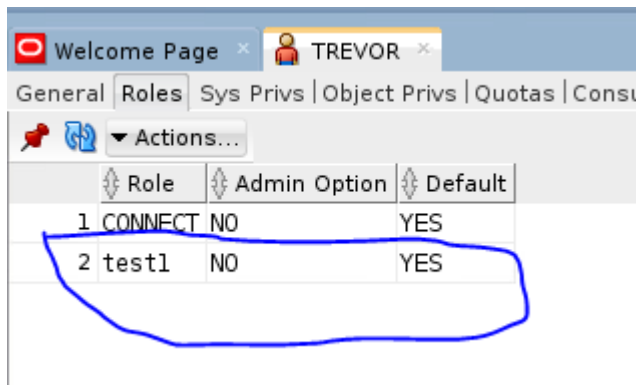 Welcome Page TREVOR
General Roles Sys Privs Object Privs Quotas Consu
Actions...
Role Admin Option Default
1 CONNECT NO YES
2 test1 NO YES